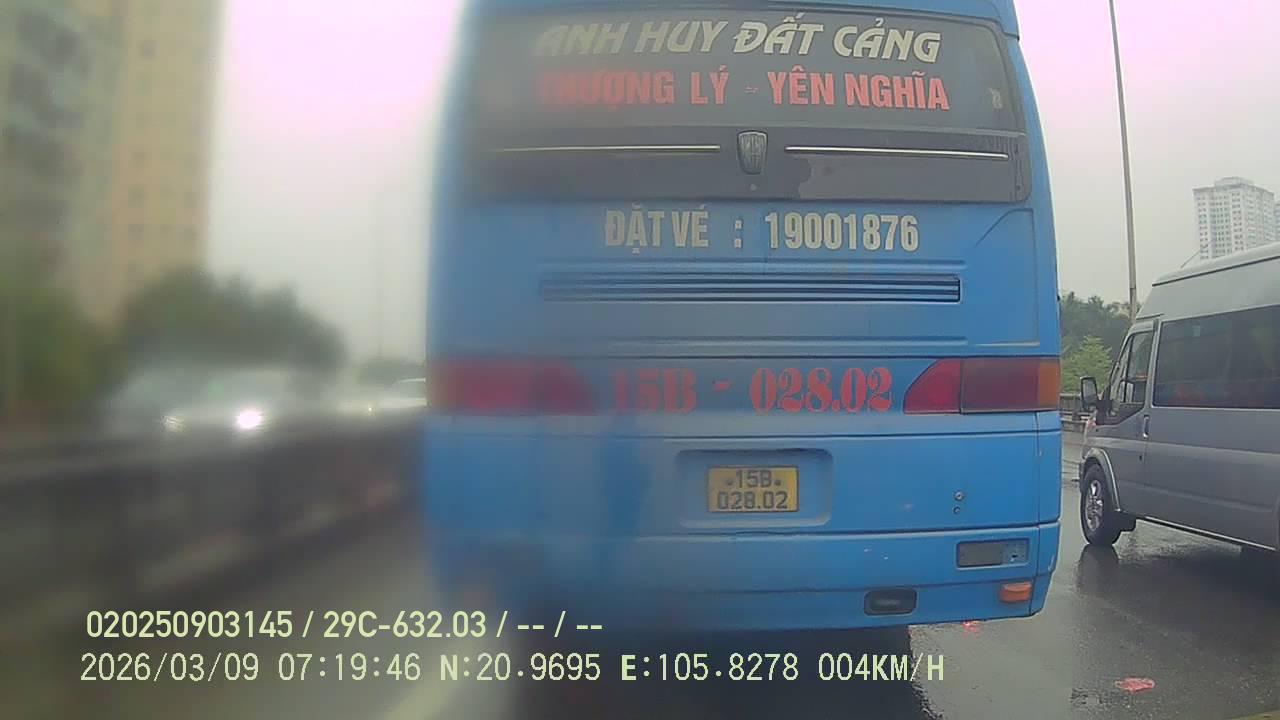 ANH HUY ĐẤT CẢNG
THƯỢNG LÝ - YÊN NGHĨA
ĐẶT VÉ : 19001876
15B - 028.02
15B
028.02
020250903145 / 29C-632.03 / -- / --
2026/03/09 07:19:46 N:20.9695 E:105.8278 004KM/H